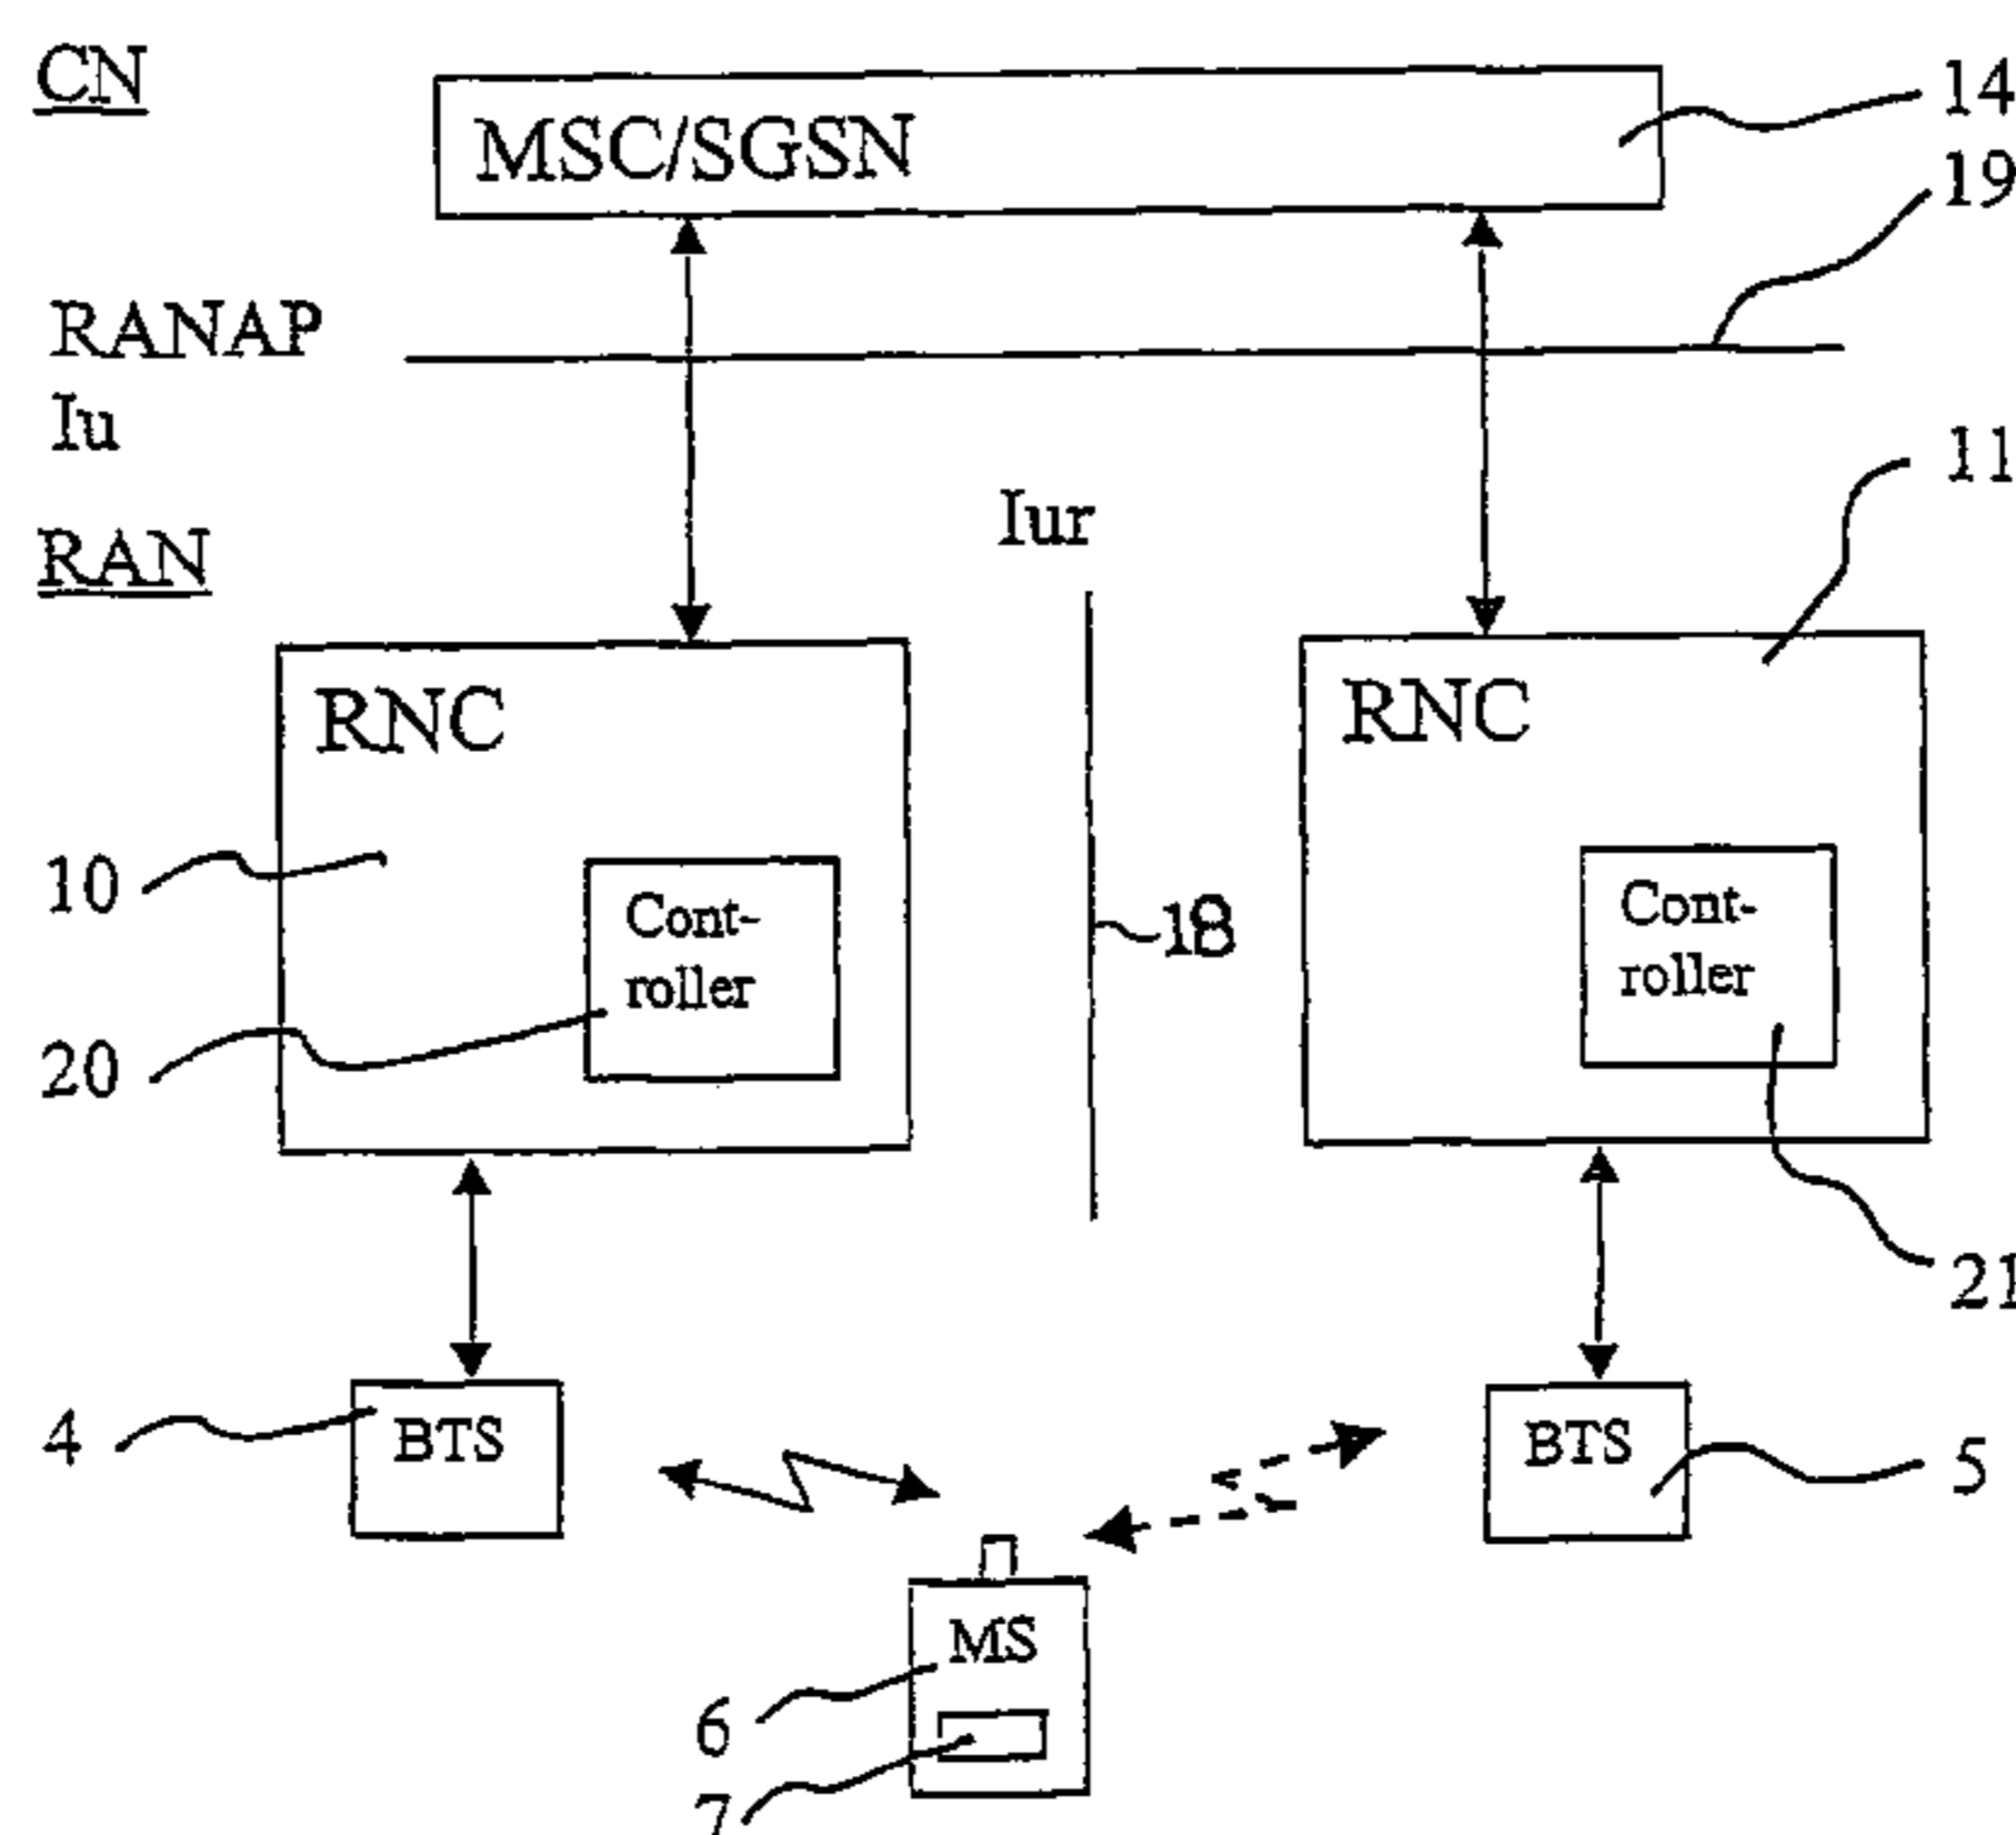 CN
MSC/SGSN
14
19
RANAP
Iu
RAN
Iur
11
RNC
RNC
10
Cont-
roller
18
Cont-
roller
20
21
4
BTS
BTS
5
MS
6
7